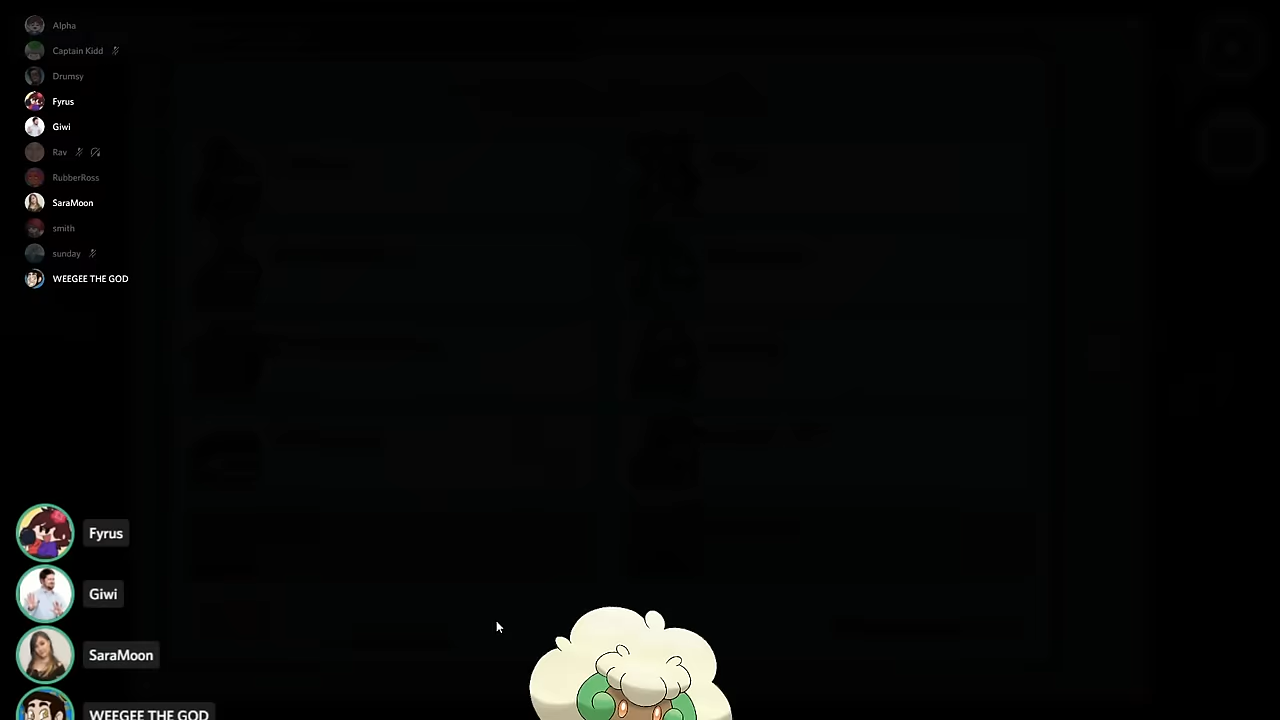 Alpha
Captain Kidd
Drumsy
Fyrus
Giwi
Rav
RubberRoss
SaraMoon
smith
sunday
WEEGEE THE GOD
Fyrus
Giwi
SaraMoon
WEEGEE THE GOD